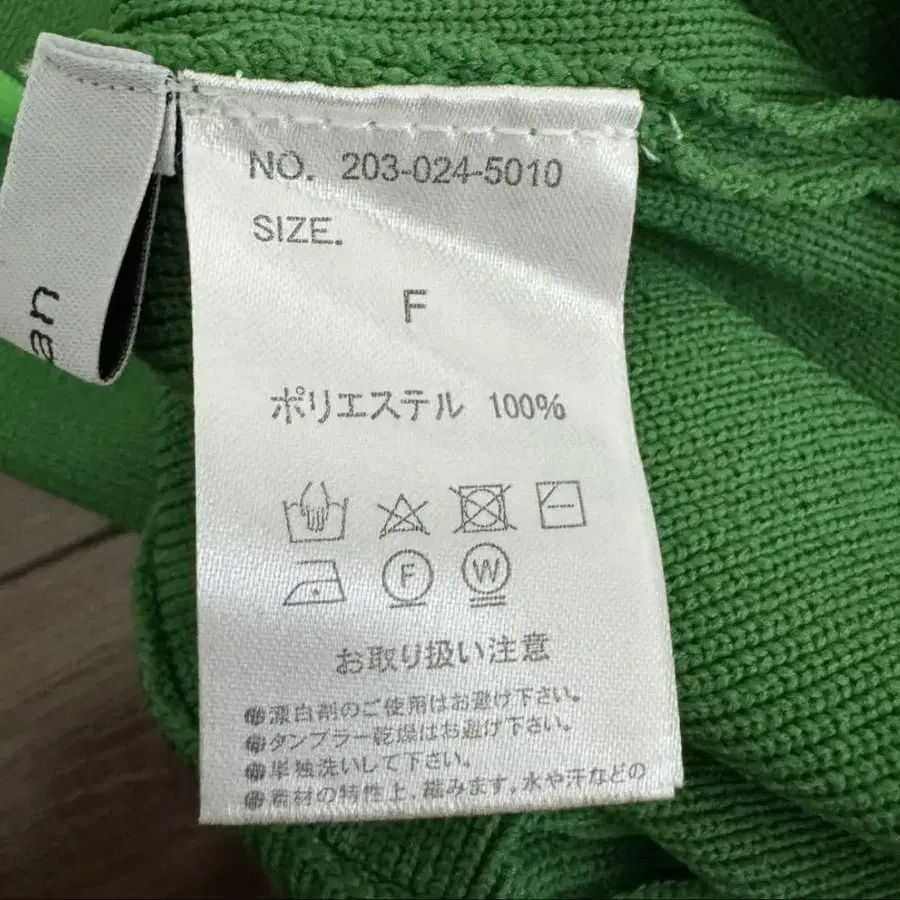 an
NO. 203-024-5010
SIZE.
F
ポリエステル 100%
F W
お取り扱い注意
漂白剤のご使用はお避け下さい。
タンブラー乾燥はお避け下さい。
単独洗いして下さい。
素材の特性上、縮みます。水や汗などの